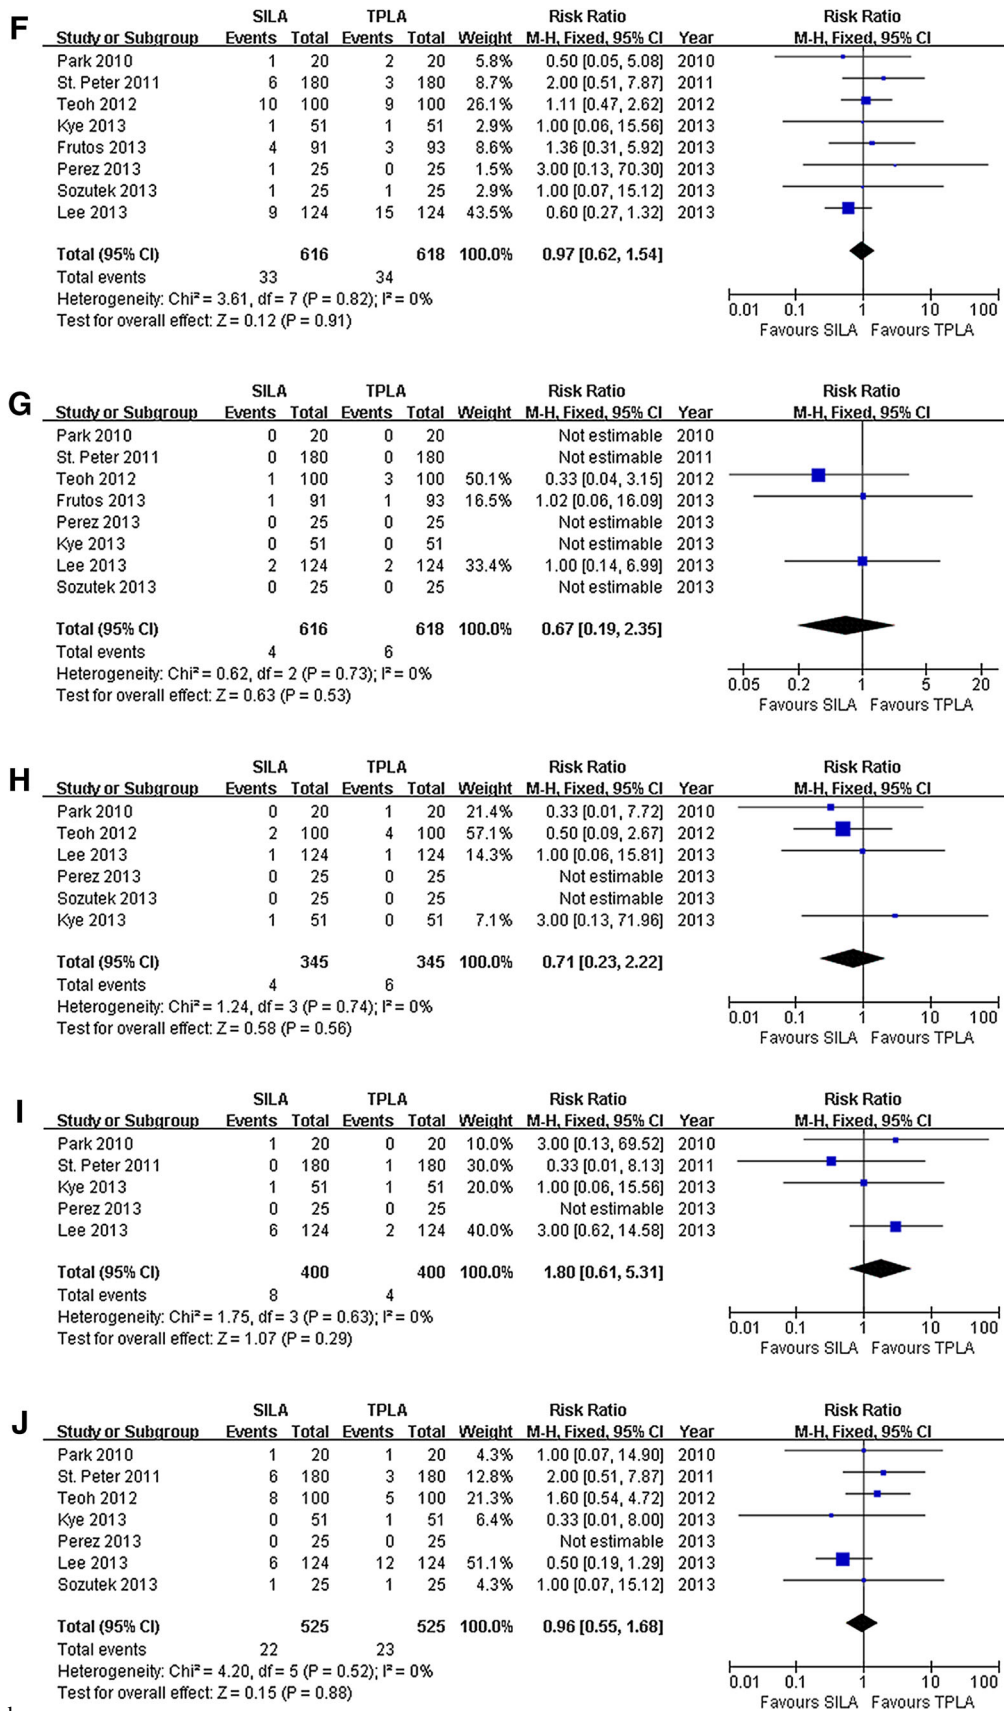 F SILA TPLA Risk Ratio Risk Ratio
Study or Subgroup Events Total Events Total Weight M-H, Fixed, 95% CI Year M-H, Fixed, 95% CI
Park 2010 1 20 2 20 5.8% 0.50 [0.05, 5.08] 2010
St. Peter 2011 6 180 3 180 8.7% 2.00 [0.51, 7.87] 2011
Teoh 2012 10 100 9 100 26.1% 1.11 [0.47, 2.62] 2012
Kye 2013 1 51 1 51 2.9% 1.00 [0.06, 15.56] 2013
Frutos 2013 4 91 3 93 8.6% 1.36 [0.31, 5.92] 2013
Perez 2013 1 25 0 25 1.5% 3.00 [0.13, 70.30] 2013
Sozutek 2013 1 25 1 25 2.9% 1.00 [0.07, 15.12] 2013
Lee 2013 9 124 15 124 43.5% 0.60 [0.27, 1.32] 2013
Total (95% CI) 616 618 100.0% 0.97 [0.62, 1.54]
Total events 33 34
Heterogeneity: Chi² = 3.61, df = 7 (P = 0.82); I² = 0%
Test for overall effect: Z = 0.12 (P = 0.91)
0.01 0.1 1 10 100
Favours SILA Favours TPLA
G SILA TPLA Risk Ratio Risk Ratio
Study or Subgroup Events Total Events Total Weight M-H, Fixed, 95% CI Year M-H, Fixed, 95% CI
Park 2010 0 20 0 20 Not estimable 2010
St. Peter 2011 0 180 0 180 Not estimable 2011
Teoh 2012 1 100 3 100 50.1% 0.33 [0.04, 3.15] 2012
Frutos 2013 1 91 1 93 16.5% 1.02 [0.06, 16.09] 2013
Perez 2013 0 25 0 25 Not estimable 2013
Kye 2013 0 51 0 51 Not estimable 2013
Lee 2013 2 124 2 124 33.4% 1.00 [0.14, 6.99] 2013
Sozutek 2013 0 25 0 25 Not estimable 2013
Total (95% CI) 616 618 100.0% 0.67 [0.19, 2.35]
Total events 4 6
Heterogeneity: Chi² = 0.62, df = 2 (P = 0.73); I² = 0%
Test for overall effect: Z = 0.63 (P = 0.53)
0.05 0.2 1 5 20
Favours SILA Favours TPLA
H SILA TPLA Risk Ratio Risk Ratio
Study or Subgroup Events Total Events Total Weight M-H, Fixed, 95% CI Year M-H, Fixed, 95% CI
Park 2010 0 20 1 20 21.4% 0.33 [0.01, 7.72] 2010
Teoh 2012 2 100 4 100 57.1% 0.50 [0.09, 2.67] 2012
Lee 2013 1 124 1 124 14.3% 1.00 [0.06, 15.81] 2013
Perez 2013 0 25 0 25 Not estimable 2013
Sozutek 2013 0 25 0 25 Not estimable 2013
Kye 2013 1 51 0 51 7.1% 3.00 [0.13, 71.96] 2013
Total (95% CI) 345 345 100.0% 0.71 [0.23, 2.22]
Total events 4 6
Heterogeneity: Chi² = 1.24, df = 3 (P = 0.74); I² = 0%
Test for overall effect: Z = 0.58 (P = 0.56)
0.01 0.1 1 10 100
Favours SILA Favours TPLA
I SILA TPLA Risk Ratio Risk Ratio
Study or Subgroup Events Total Events Total Weight M-H, Fixed, 95% CI Year M-H, Fixed, 95% CI
Park 2010 1 20 0 20 10.0% 3.00 [0.13, 69.52] 2010
St. Peter 2011 0 180 1 180 30.0% 0.33 [0.01, 8.13] 2011
Kye 2013 1 51 1 51 20.0% 1.00 [0.06, 15.56] 2013
Perez 2013 0 25 0 25 Not estimable 2013
Lee 2013 6 124 2 124 40.0% 3.00 [0.62, 14.58] 2013
Total (95% CI) 400 400 100.0% 1.80 [0.61, 5.31]
Total events 8 4
Heterogeneity: Chi² = 1.75, df = 3 (P = 0.63); I² = 0%
Test for overall effect: Z = 1.07 (P = 0.29)
0.01 0.1 1 10 100
Favours SILA Favours TPLA
J SILA TPLA Risk Ratio Risk Ratio
Study or Subgroup Events Total Events Total Weight M-H, Fixed, 95% CI Year M-H, Fixed, 95% CI
Park 2010 1 20 1 20 4.3% 1.00 [0.07, 14.90] 2010
St. Peter 2011 6 180 3 180 12.8% 2.00 [0.51, 7.87] 2011
Teoh 2012 8 100 5 100 21.3% 1.60 [0.54, 4.72] 2012
Kye 2013 0 51 1 51 6.4% 0.33 [0.01, 8.00] 2013
Perez 2013 0 25 0 25 Not estimable 2013
Lee 2013 6 124 12 124 51.1% 0.50 [0.19, 1.29] 2013
Sozutek 2013 1 25 1 25 4.3% 1.00 [0.07, 15.12] 2013
Total (95% CI) 525 525 100.0% 0.96 [0.55, 1.68]
Total events 22 23
Heterogeneity: Chi² = 4.20, df = 5 (P = 0.52); I² = 0%
Test for overall effect: Z = 0.15 (P = 0.88)
0.01 0.1 1 10 100
Favours SILA Favours TPLA